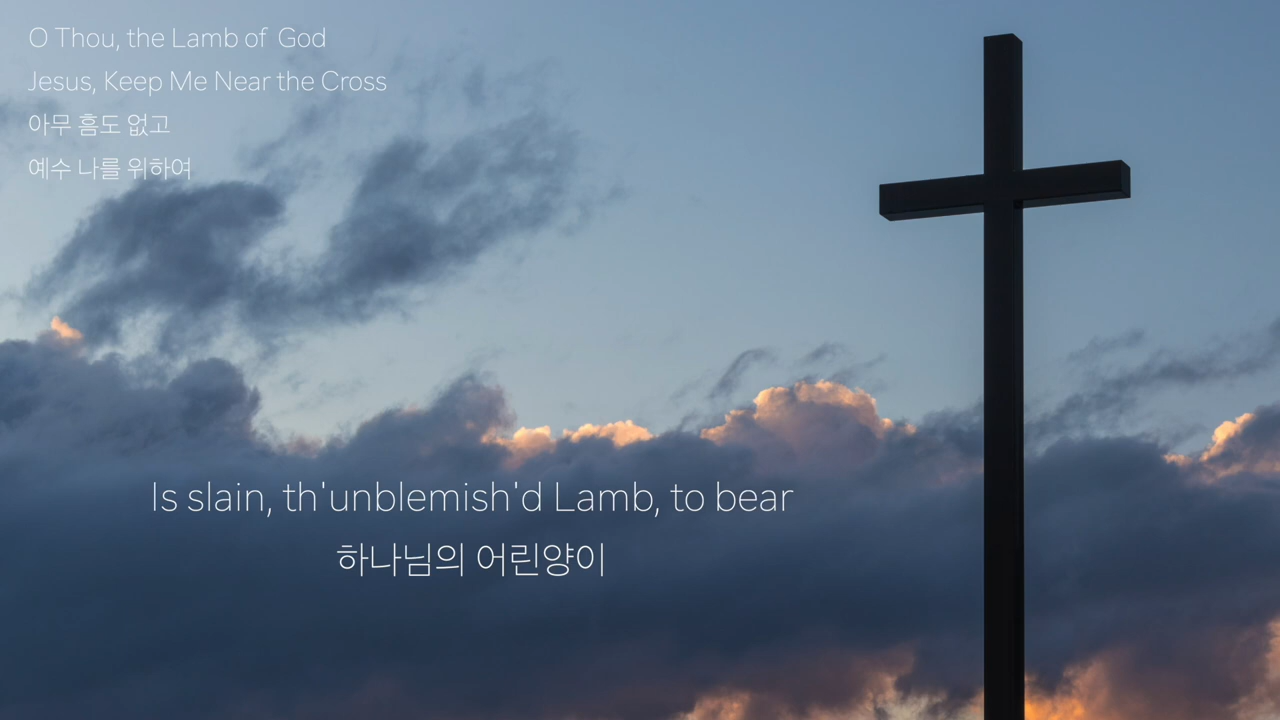 O Thou, the Lamb of God
Jesus, Keep Me Near the Cross
아무 흠도 없고
예수 나를 위하여
Is slain, th'unblemish'd Lamb, to bear
하나님의 어린양이